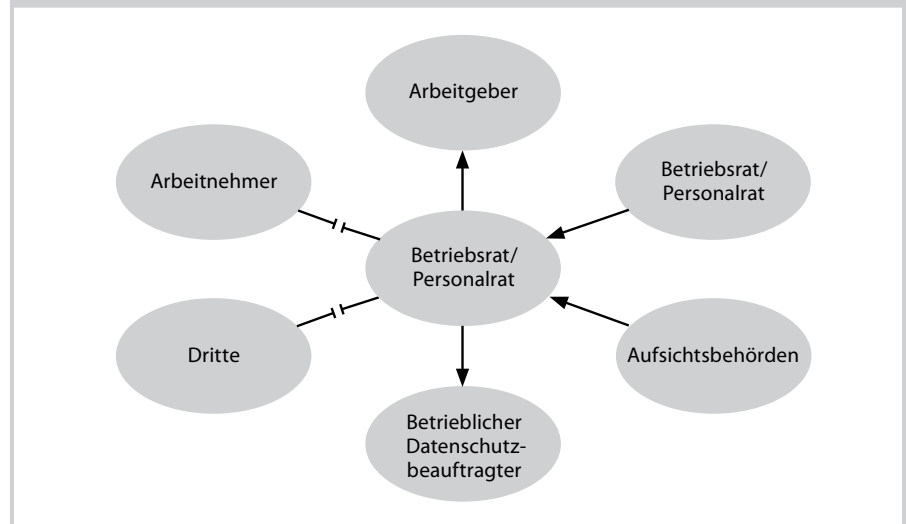 Arbeitgeber
Arbeitnehmer
Betriebsrat/
Personalrat
Betriebsrat/
Personalrat
Dritte
Aufsichtsbehörden
Betrieblicher
Datenschutz-
beauftragter